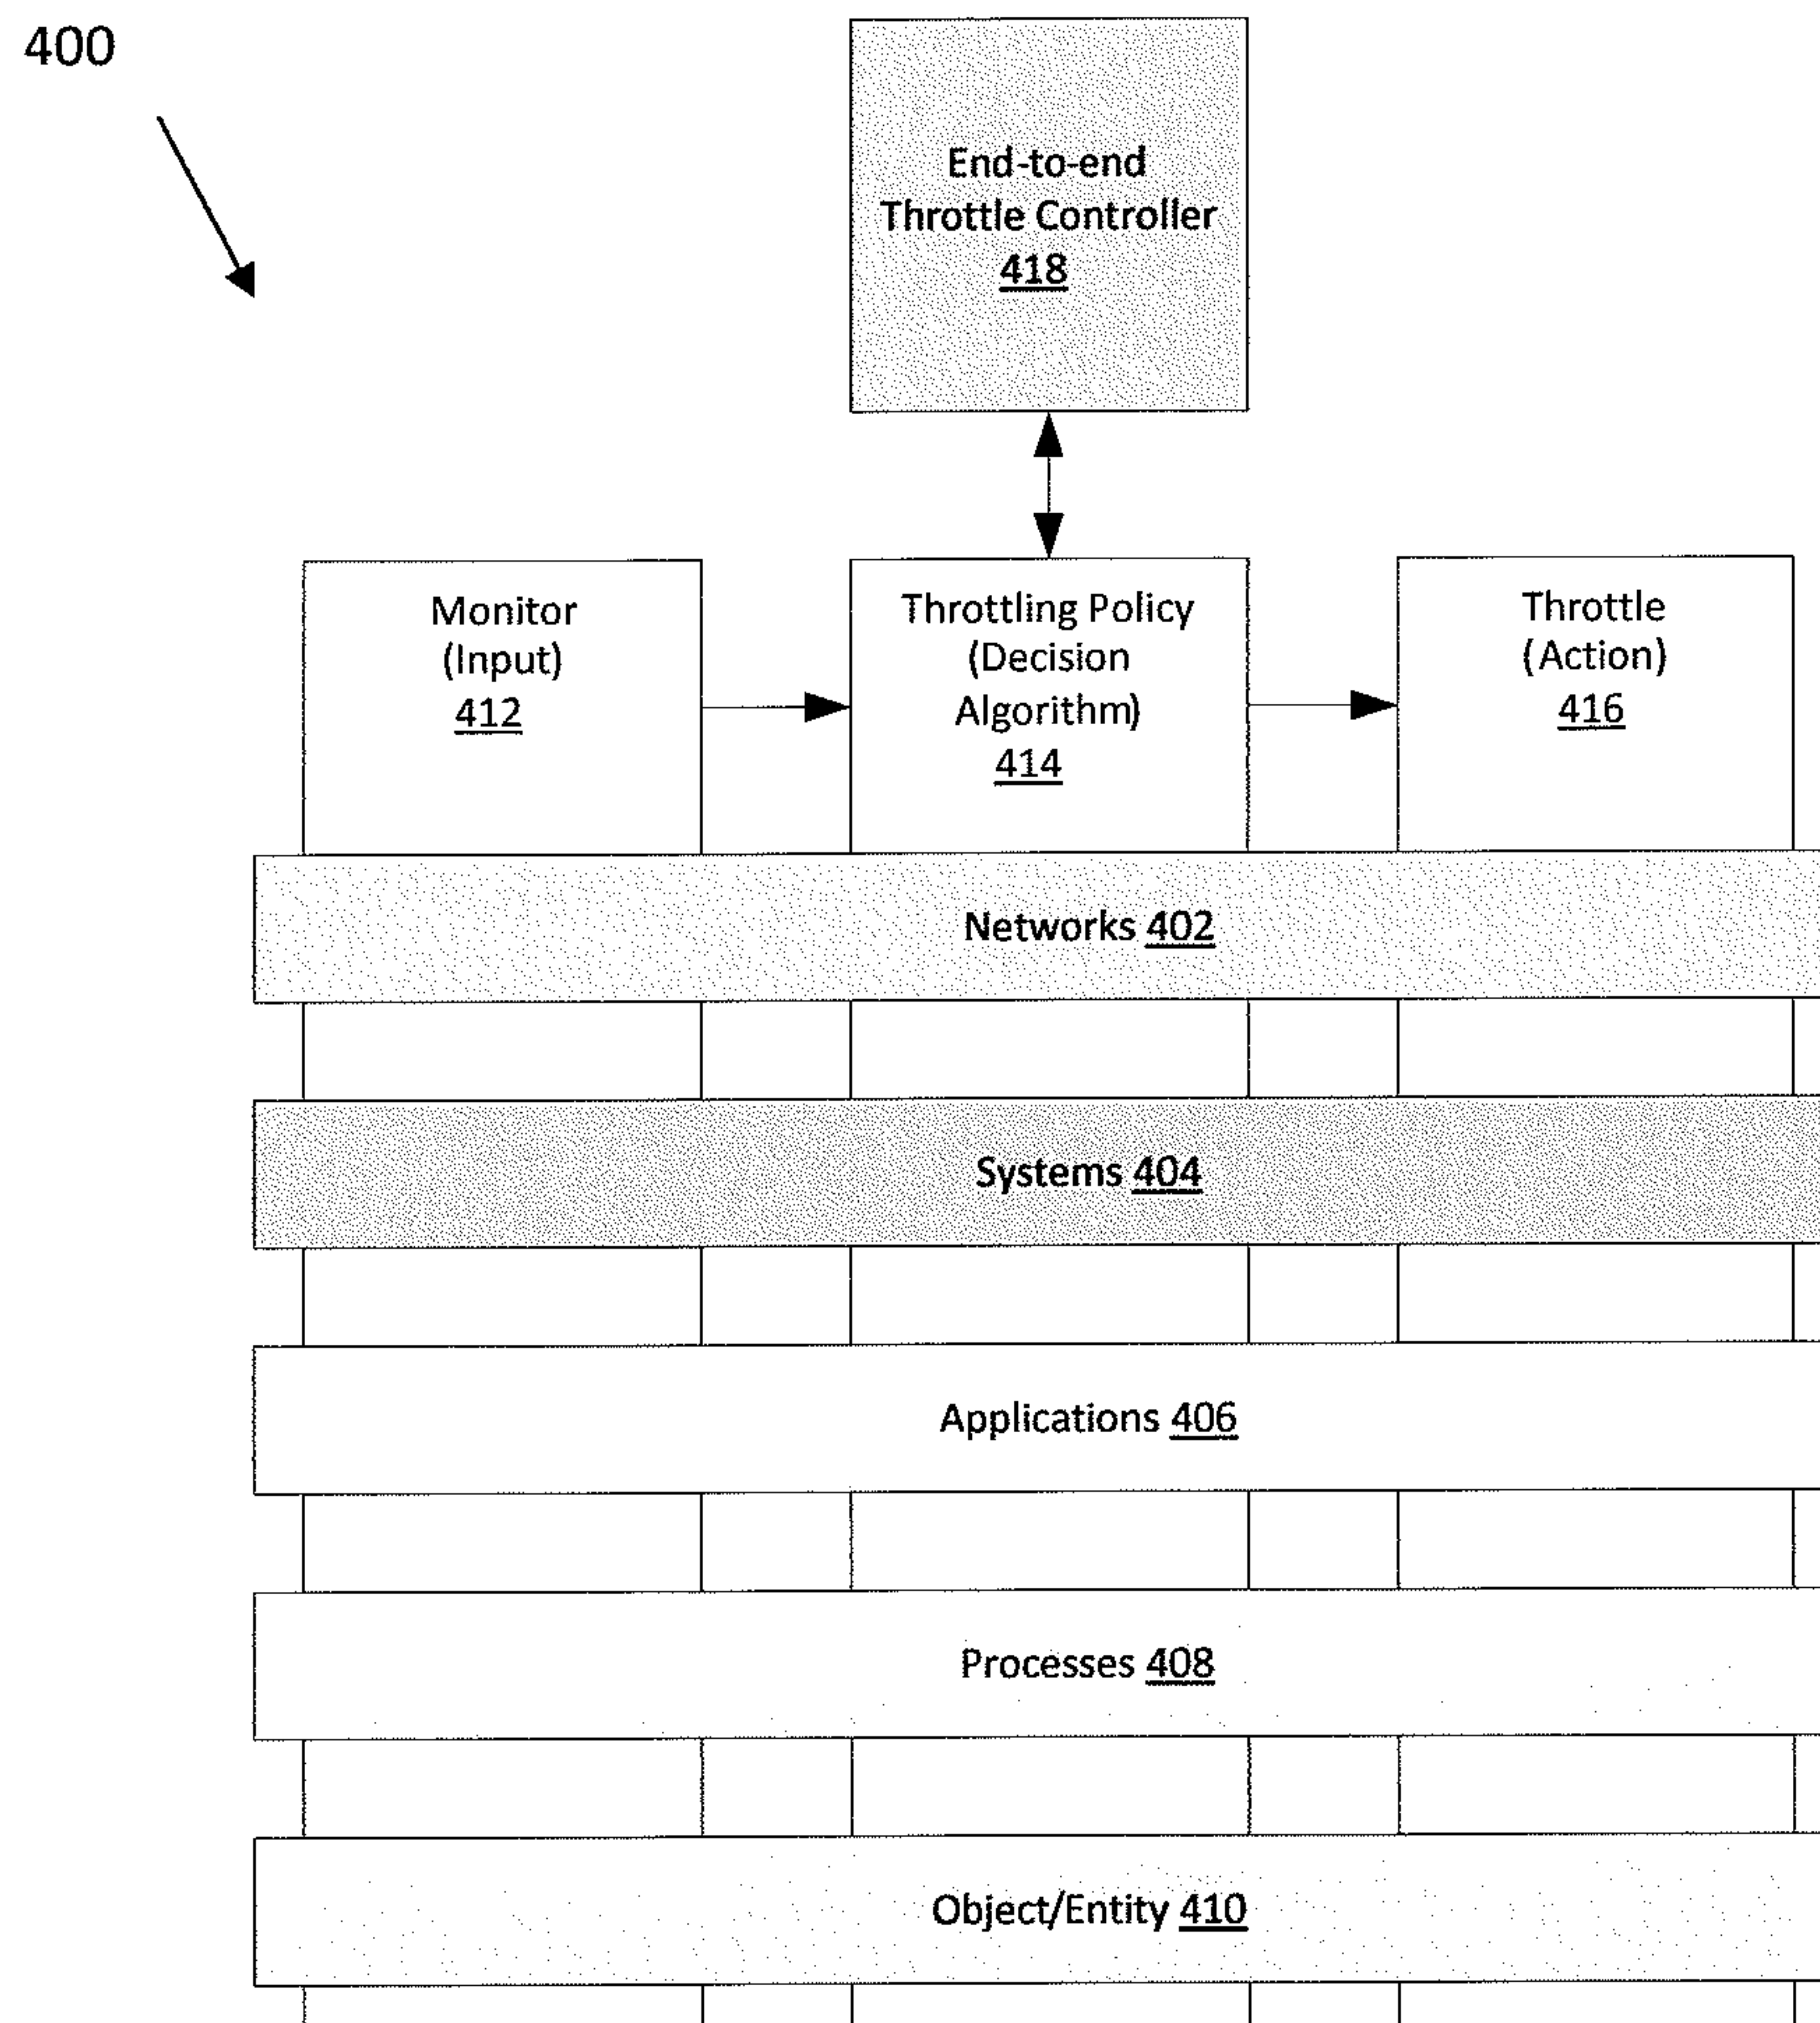 400
End-to-end
Throttle Controller
418
Monitor
(Input)
412
Throttling Policy
(Decision
Algorithm)
414
Throttle
(Action)
416
Networks 402
Systems 404
Applications 406
Processes 408
Object/Entity 410